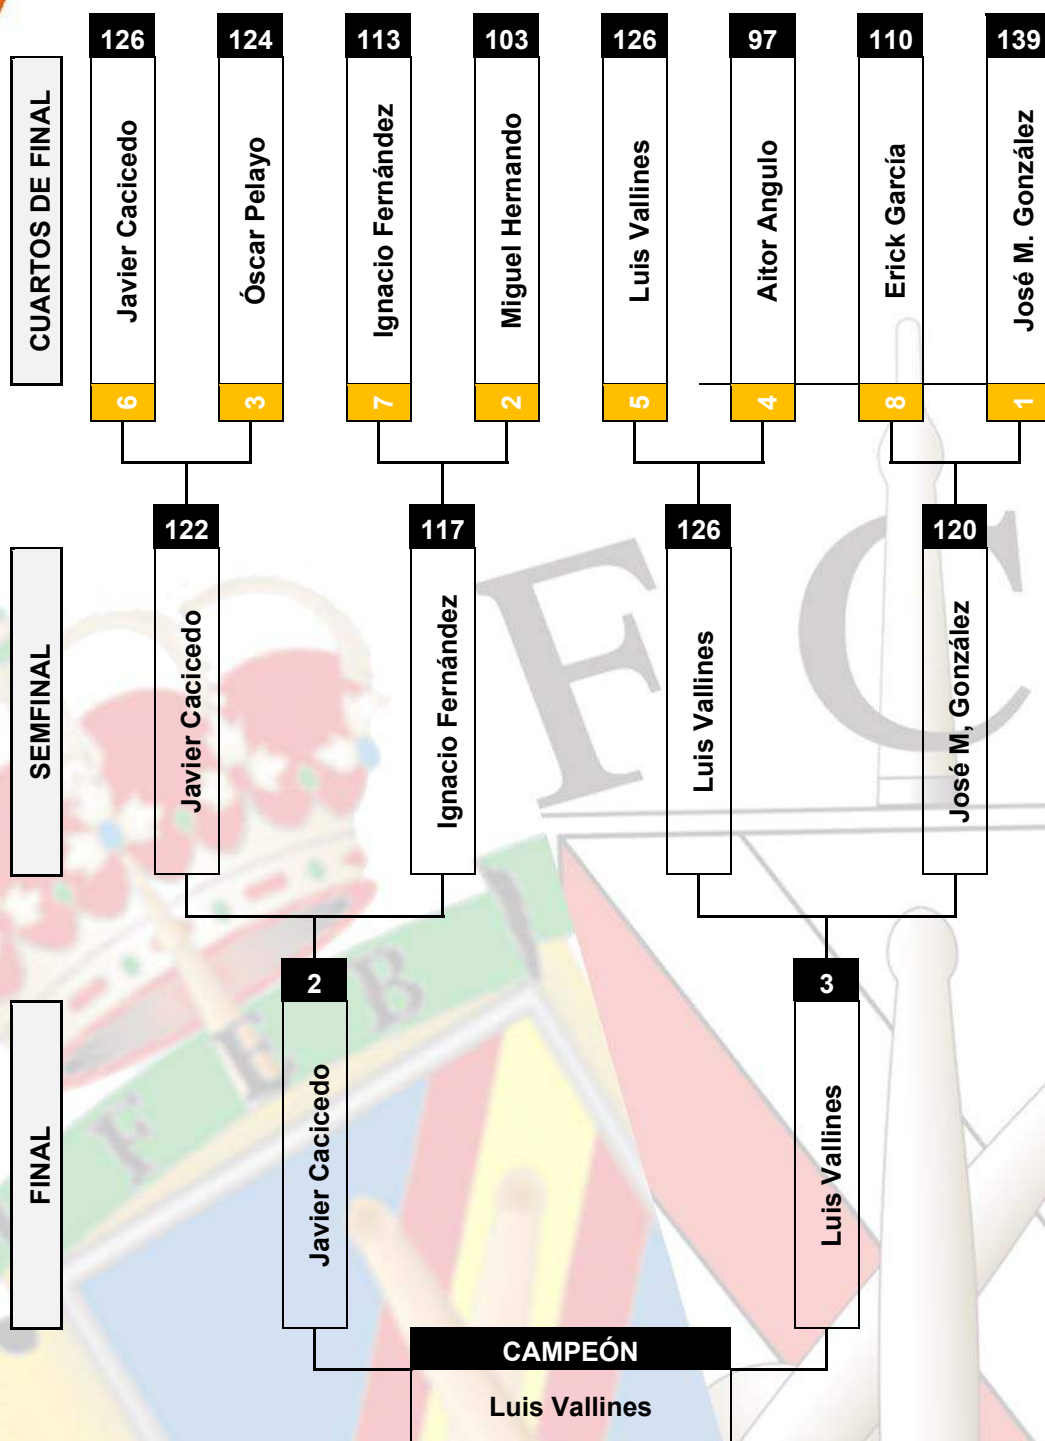 126 124 113 103 126 97 110 139
CUARTOS DE FINAL
Javier Cacicedo
Óscar Pelayo
Ignacio Fernández
Miguel Hernando
Luis Vallines
Aitor Angulo
Erick García
José M. González
6 3 7 2 5 4 8 1
122 117 126 120
SEMFINAL
Javier Cacicedo
Ignacio Fernández
Luis Vallines
José M, González
F C
2 3
FINAL
Javier Cacicedo
Luis Vallines
F E B
CAMPEÓN
Luis Vallines